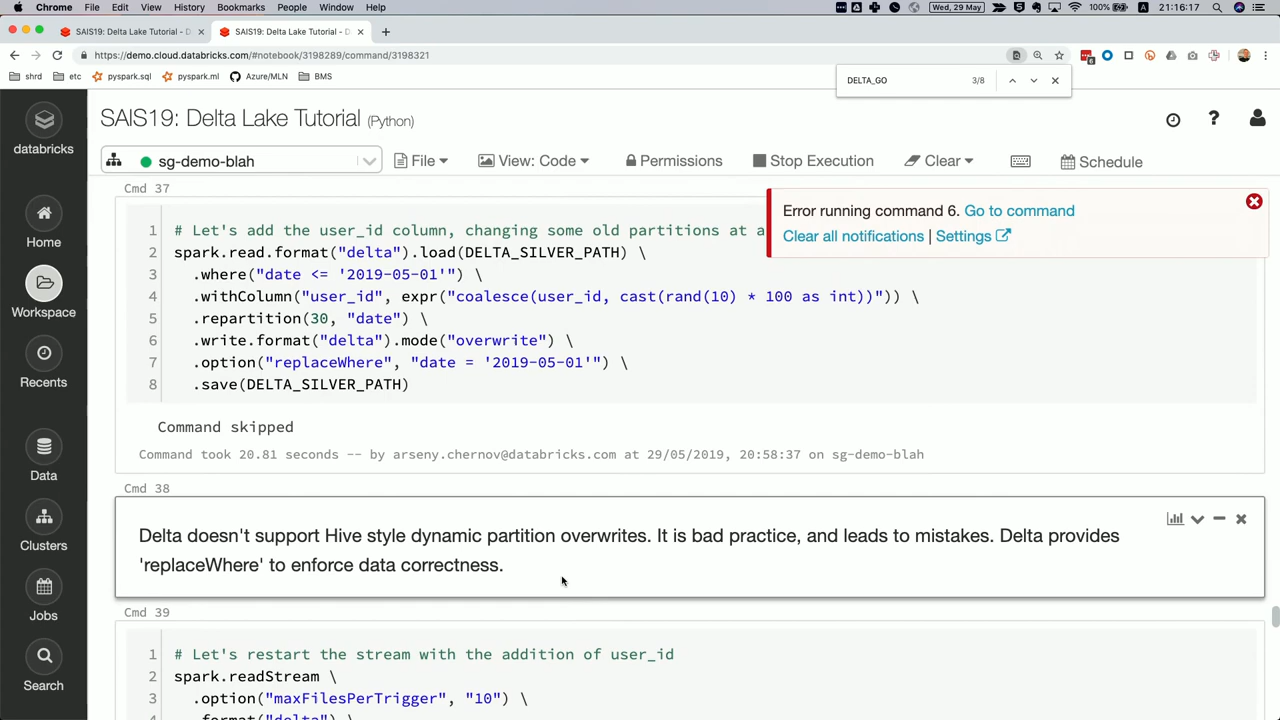 Chrome File Edit View History Bookmarks People Window Help
100% Wed, 29 May 21:16:17
SAIS19: Delta Lake Tutorial - D
SAIS19: Delta Lake Tutorial - D
https://demo.cloud.databricks.com/#notebook/3198289/command/3198321
shrd etc pyspark.sql pyspark.ml Azure/MLN BMS
DELTA_GO 3/8
SAIS19: Delta Lake Tutorial (Python)
databricks
sg-demo-blah File View: Code Permissions Stop Execution Clear Schedule
Home
Workspace
Recents
Data
Clusters
Jobs
Search
Error running command 6. Go to command
Clear all notifications | Settings
Cmd 37
1 # Let's add the user_id column, changing some old partitions at a
2 spark.read.format("delta").load(DELTA_SILVER_PATH) \
3 .where("date <= '2019-05-01'") \
4 .withColumn("user_id", expr("coalesce(user_id, cast(rand(10) * 100 as int))")) \
5 .repartition(30, "date") \
6 .write.format("delta").mode("overwrite") \
7 .option("replaceWhere", "date = '2019-05-01'") \
8 .save(DELTA_SILVER_PATH)
Command skipped
Command took 20.81 seconds -- by arseny.chernov@databricks.com at 29/05/2019, 20:58:37 on sg-demo-blah
Cmd 38
Delta doesn't support Hive style dynamic partition overwrites. It is bad practice, and leads to mistakes. Delta provides
'replaceWhere' to enforce data correctness.
Cmd 39
1 # Let's restart the stream with the addition of user_id
2 spark.readStream \
3 .option("maxFilesPerTrigger", "10") \
4 .format("delta") \